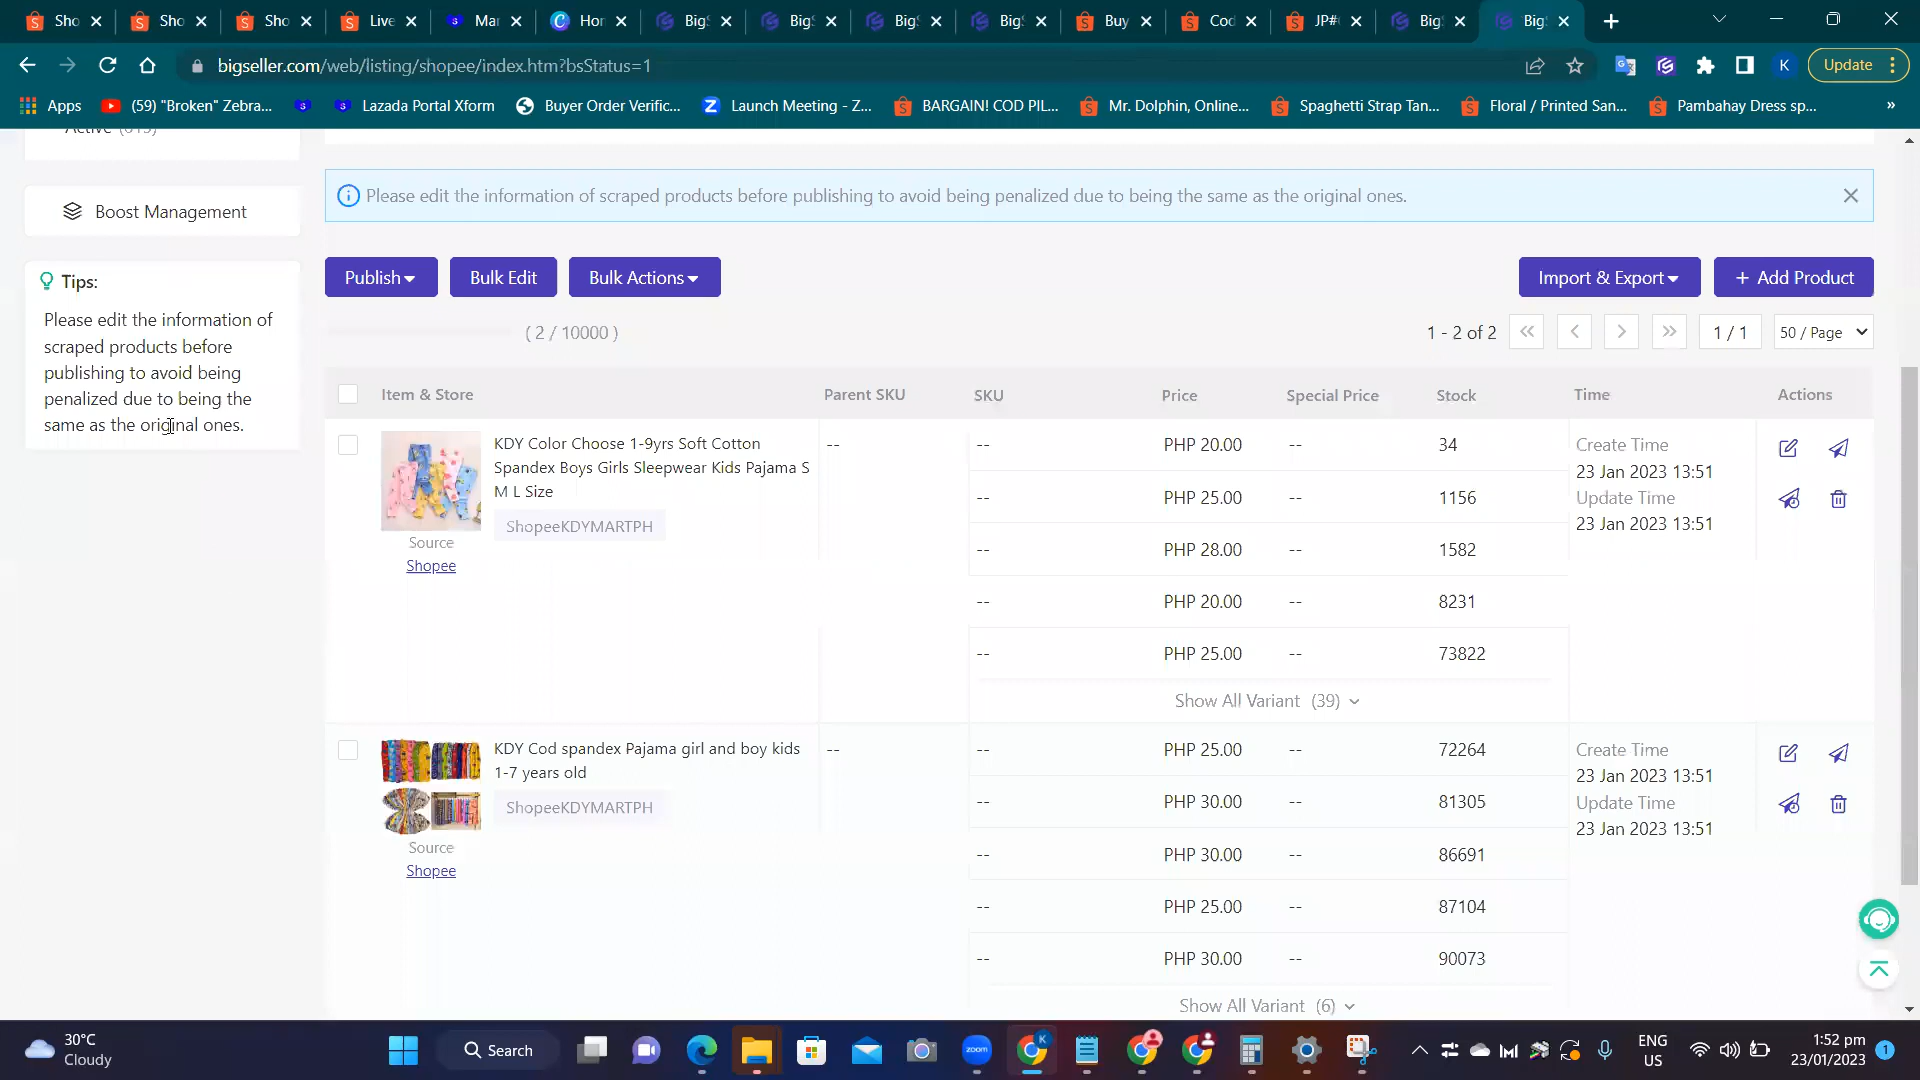 Sho
Sho
Sho
Live
Mar
Hor
BigS
BigS
BigS
BigS
Buy
Cod
JP#
BigS
BigS
bigseller.com/web/listing/shopee/index.htm?bsStatus=1
K
Update
Apps
(59) "Broken" Zebra...
Lazada Portal Xform
Buyer Order Verific...
Launch Meeting - Z...
BARGAIN! COD PIL...
Mr. Dolphin, Online...
Spaghetti Strap Tan...
Floral / Printed San...
Pambahay Dress sp...
»
Boost Management
Tips:
Please edit the information of
scraped products before
publishing to avoid being
penalized due to being the
same as the original ones.
Please edit the information of scraped products before publishing to avoid being penalized due to being the same as the original ones.
Publish
Bulk Edit
Bulk Actions
Import & Export
+ Add Product
( 2 / 10000 )
1 - 2 of 2
1 / 1
50 / Page
Item & Store
Parent SKU
SKU
Price
Special Price
Stock
Time
Actions
KDY Color Choose 1-9yrs Soft Cotton
Spandex Boys Girls Sleepwear Kids Pajama S
M L Size
ShopeeKDYMARTPH
Source
Shopee
--
-- PHP 20.00 -- 34
-- PHP 25.00 -- 1156
-- PHP 28.00 -- 1582
-- PHP 20.00 -- 8231
-- PHP 25.00 -- 73822
Show All Variant (39)
Create Time
23 Jan 2023 13:51
Update Time
23 Jan 2023 13:51
KDY Cod spandex Pajama girl and boy kids
1-7 years old
ShopeeKDYMARTPH
Source
Shopee
--
-- PHP 25.00 -- 72264
-- PHP 30.00 -- 81305
-- PHP 30.00 -- 86691
-- PHP 25.00 -- 87104
-- PHP 30.00 -- 90073
Show All Variant (6)
Create Time
23 Jan 2023 13:51
Update Time
23 Jan 2023 13:51
30°C
Cloudy
Search
zoom
K
ENG
US
1:52 pm
23/01/2023
1